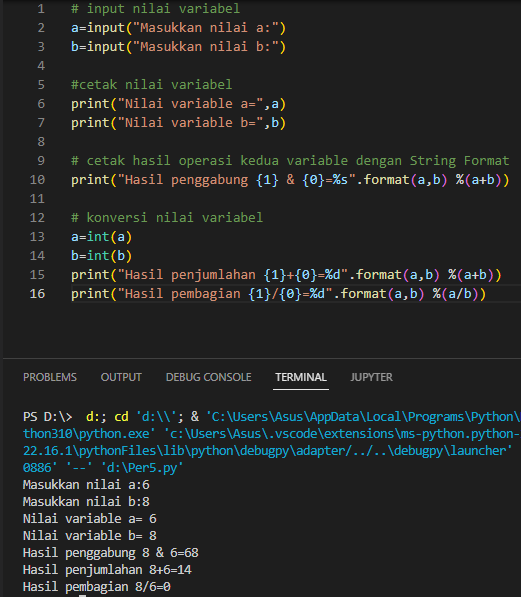 1 # input nilai variabel
2 a=input("Masukkan nilai a:")
3 b=input("Masukkan nilai b:")
4
5 #cetak nilai variabel
6 print("Nilai variable a=",a)
7 print("Nilai variable b=",b)
8
9 # cetak hasil operasi kedua variable dengan String Format
10 print("Hasil penggabung {1} & {0}=%s".format(a,b) %(a+b))
11
12 # konversi nilai variabel
13 a=int(a)
14 b=int(b)
15 print("Hasil penjumlahan {1}+{0}=%d".format(a,b) %(a+b))
16 print("Hasil pembagian {1}/{0}=%d".format(a,b) %(a/b))
PROBLEMS OUTPUT DEBUG CONSOLE TERMINAL JUPYTER
PS D:\> d:; cd 'd:\\'; & 'C:\Users\Asus\AppData\Local\Programs\Python\
thon310\python.exe' 'c:\Users\Asus\.vscode\extensions\ms-python.python-
22.16.1\pythonFiles\lib\python\debugpy\adapter/../..\debugpy\launcher'
0886' '--' 'd:\Per5.py'
Masukkan nilai a:6
Masukkan nilai b:8
Nilai variable a= 6
Nilai variable b= 8
Hasil penggabung 8 & 6=68
Hasil penjumlahan 8+6=14
Hasil pembagian 8/6=0